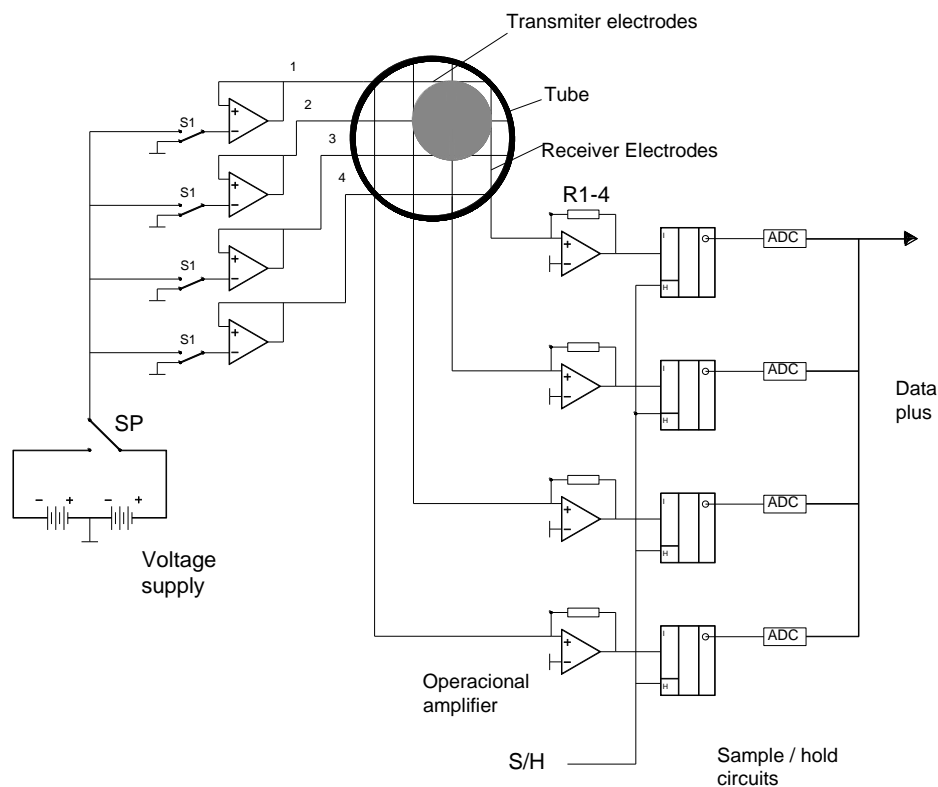 Transmiter electrodes
1
Tube
2
S1
+
−
3
Receiver Electrodes
4
R1-4
S1
+
−
S1
+
−
S1
+
−
+
−
I
H
ADC
+
−
I
H
ADC
Data
plus
SP
− + − +
Voltage
supply
+
−
I
H
ADC
+
−
I
H
ADC
Operacional
amplifier
S/H
Sample / hold
circuits